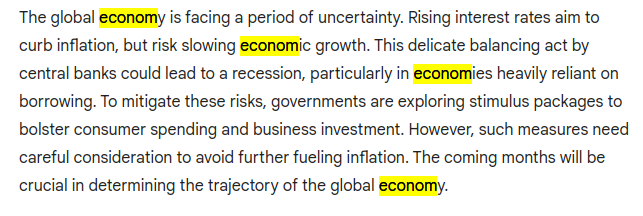 The global economy is facing a period of uncertainty. Rising interest rates aim to
curb inflation, but risk slowing economic growth. This delicate balancing act by
central banks could lead to a recession, particularly in economies heavily reliant on
borrowing. To mitigate these risks, governments are exploring stimulus packages to
bolster consumer spending and business investment. However, such measures need
careful consideration to avoid further fueling inflation. The coming months will be
crucial in determining the trajectory of the global economy.